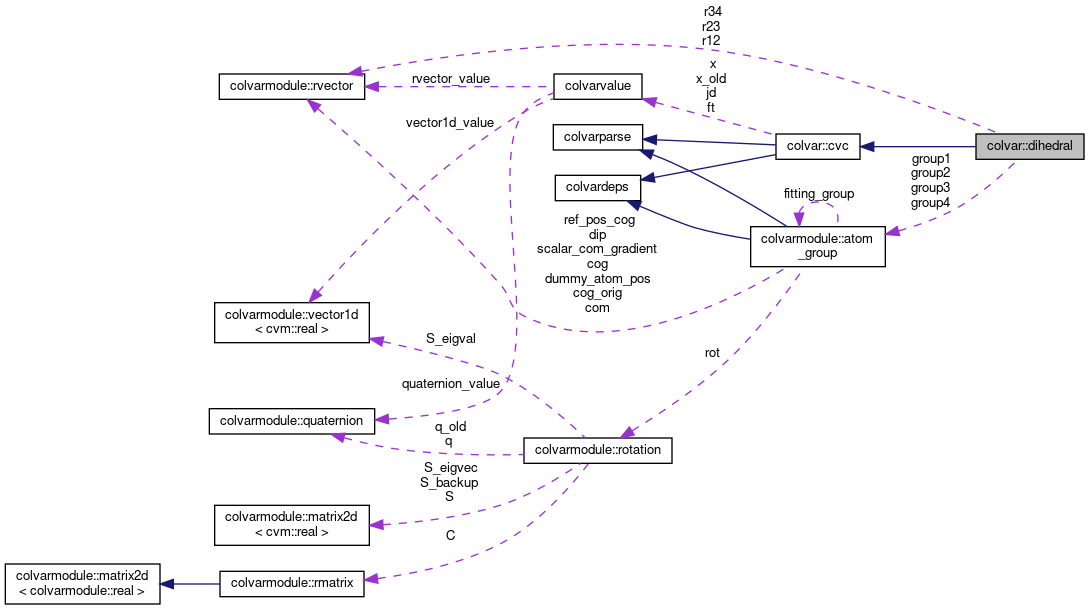 r34
r23
r12
colvarmodule::rvector
rvector_value
colvarvalue
x
x_old
jd
ft
vector1d_value
colvarparse
colvar::cvc
colvar::dihedral
colvardeps
group1
group2
group3
group4
fitting_group
colvarmodule::atom
_group
ref_pos_cog
dip
scalar_com_gradient
cog
dummy_atom_pos
cog_orig
com
colvarmodule::vector1d
< cvm::real >
S_eigval
rot
quaternion_value
colvarmodule::quaternion
q_old
q
colvarmodule::rotation
S_eigvec
S_backup
S
colvarmodule::matrix2d
< cvm::real >
C
colvarmodule::matrix2d
< colvarmodule::real >
colvarmodule::rmatrix